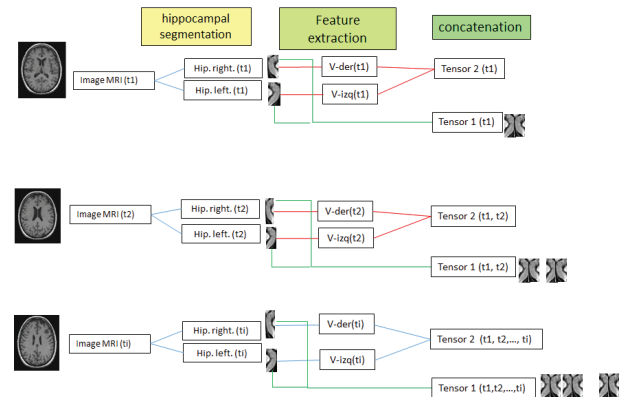 hippocampal
segmentation
Feature
extraction
concatenation
Image MRI (t1)
Hip. right. (t1)
Hip. left. (t1)
V-der(t1)
V-izq(t1)
Tensor 2 (t1)
Tensor 1 (t1)
Image MRI (t2)
Hip. right. (t2)
Hip. left. (t2)
V-der(t2)
V-izq(t2)
Tensor 2 (t1, t2)
Tensor 1 (t1, t2)
Image MRI (ti)
Hip. right. (ti)
Hip. left. (ti)
V-der(ti)
V-izq(ti)
Tensor 2 (t1, t2,..., ti)
Tensor 1 (t1,t2,...,ti)